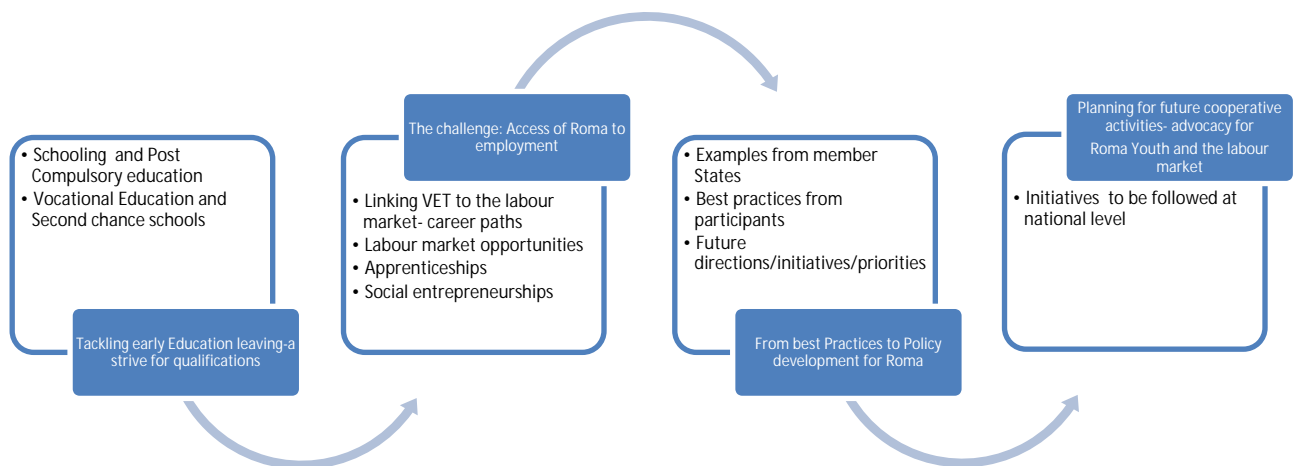 • Schooling and Post
Compulsory education
• Vocational Education and
Second chance schools
Tackling early Education leaving-a
strive for qualifications
The challenge: Access of Roma to
employment
• Linking VET to the labour
market- career paths
• Labour market opportunities
• Apprenticeships
• Social entrepreneurships
• Examples from member
States
• Best practices from
participants
• Future
directions/initiatives/priorities
From best Practices to Policy
development for Roma
Planning for future cooperative
activities- advocacy for
Roma Youth and the labour
market
• Initiatives to be followed at
national level